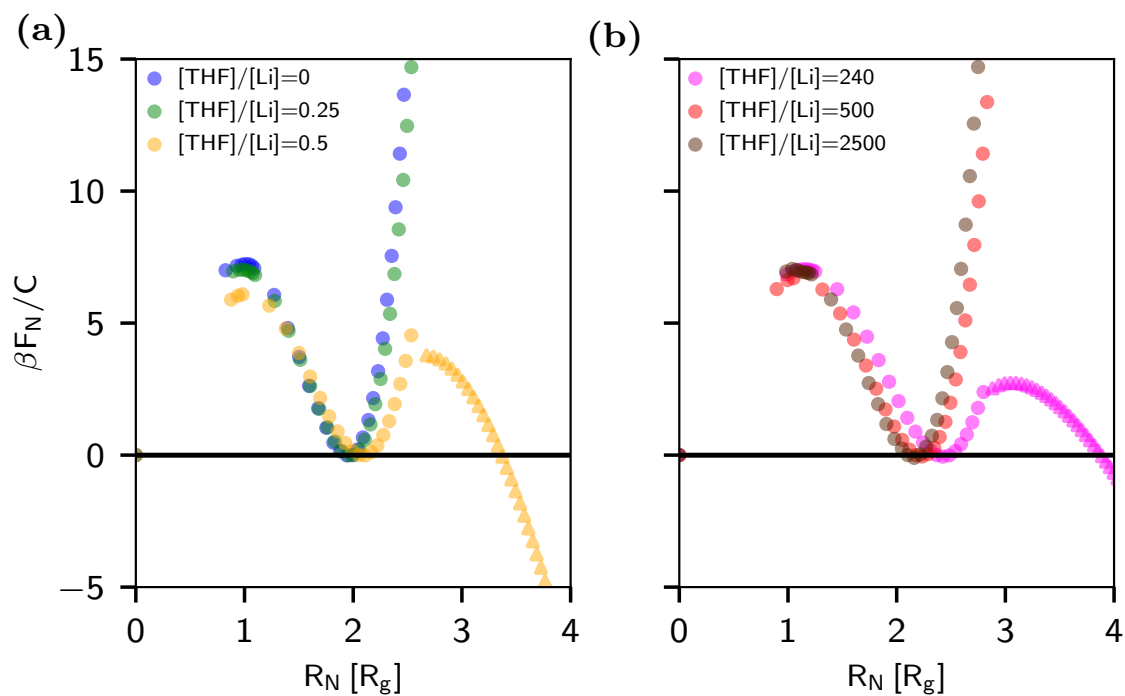 (a)
(b)
[THF]/[Li]=0
[THF]/[Li]=0.25
[THF]/[Li]=0.5
[THF]/[Li]=240
[THF]/[Li]=500
[THF]/[Li]=2500
15
10
5
0
−5
βF_N/C
0 1 2 3 4
0 1 2 3 4
R_N [R_g]
R_N [R_g]